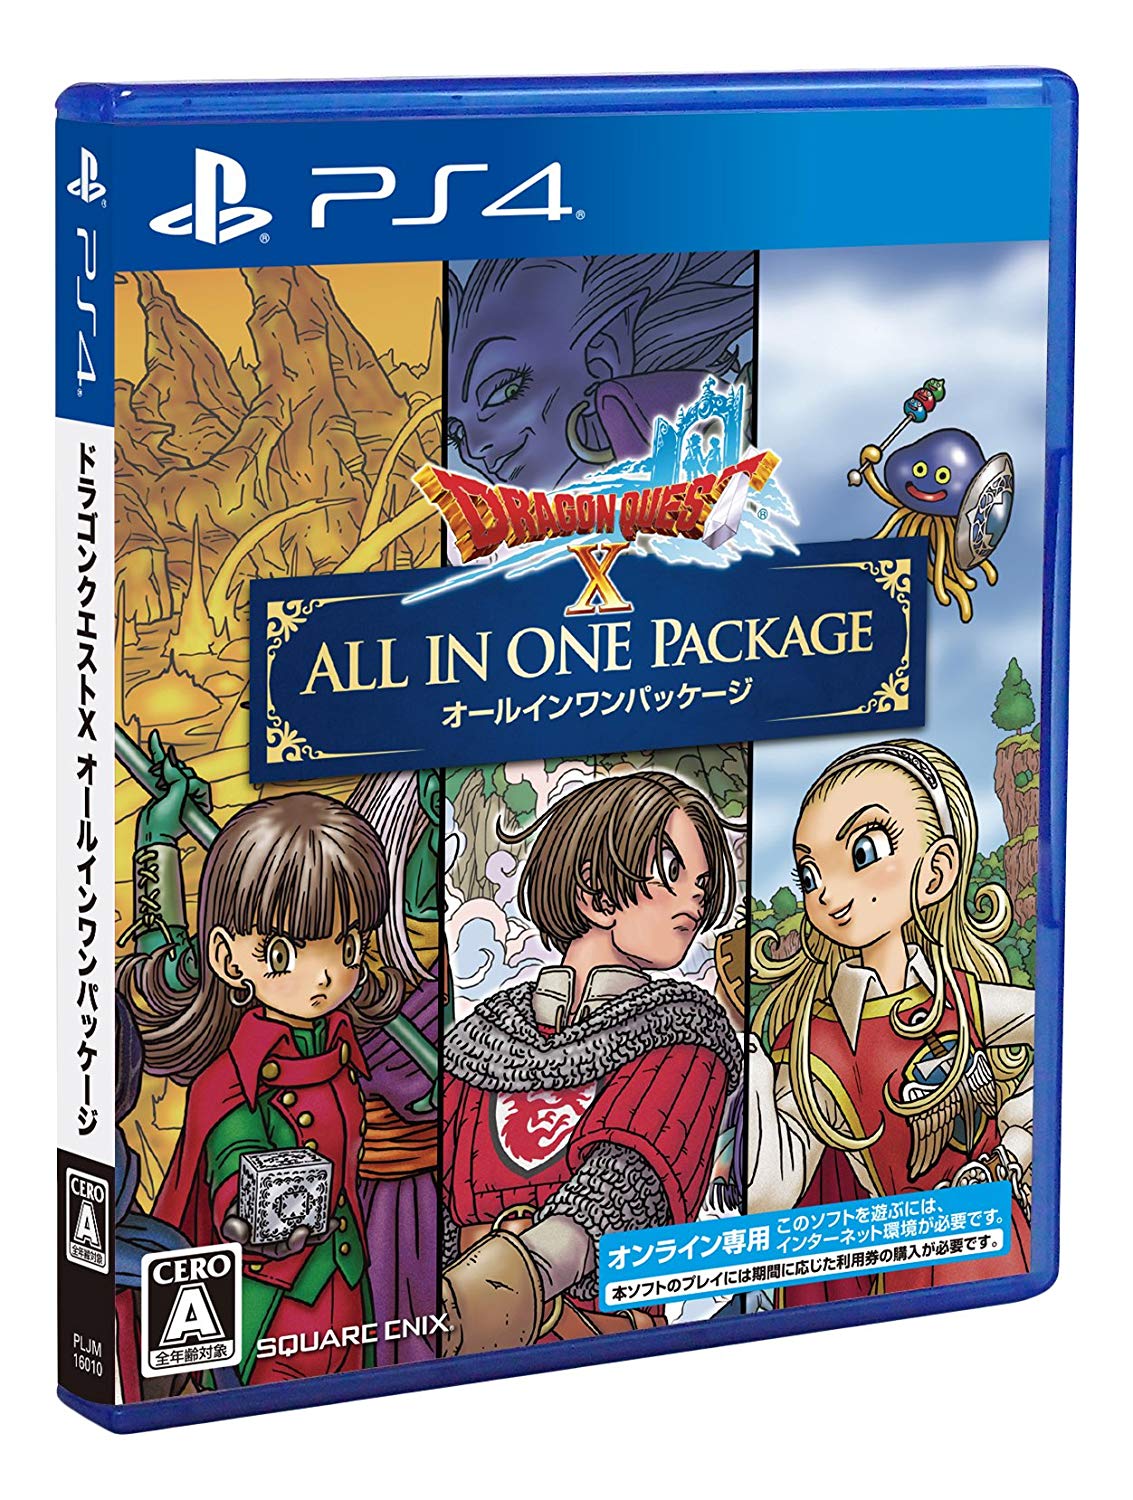 PS4
DRAGON QUEST
X
ALL IN ONE PACKAGE
オールインワンパッケージ
オンライン専用
このソフトを遊ぶには、
インターネット環境が必要です。
本ソフトのプレイには期間に応じた利用券の購入が必要です。
CERO
A
全年齢対象
SQUARE ENIX
PS4
ドラゴンクエストX オールインワンパッケージ
CERO
A
全年齢対象
PLJM
16010